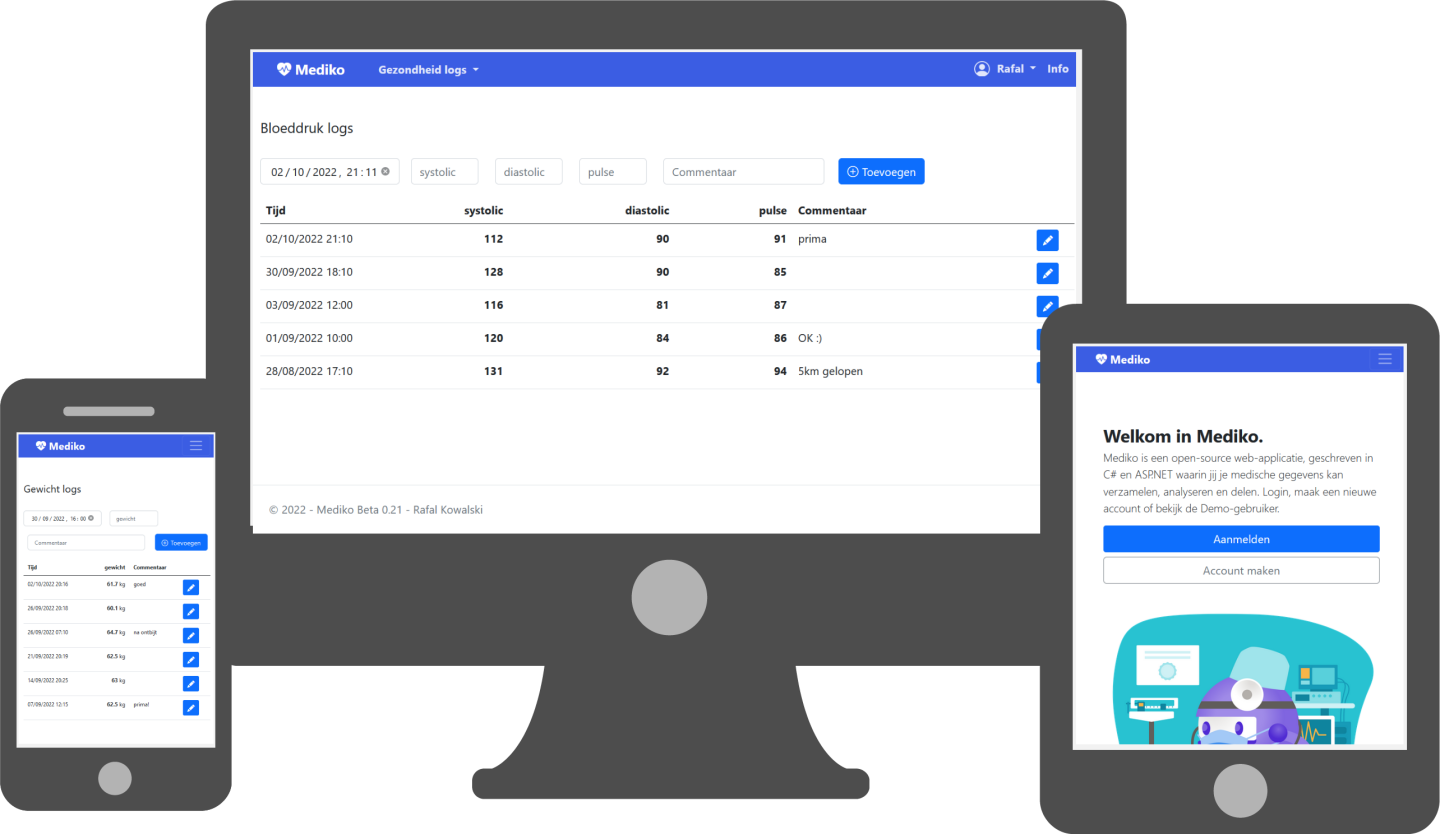 Mediko Gezondheid logs Rafal Info
Bloeddruk logs
02/10/2022, 21:11 systolic diastolic pulse Commentaar Toevoegen
Tijd systolic diastolic pulse Commentaar
02/10/2022 21:10 112 90 91 prima
30/09/2022 18:10 128 90 85
03/09/2022 12:00 116 81 87
01/09/2022 10:00 120 84 86 OK :)
28/08/2022 17:10 131 92 94 5km gelopen
© 2022 - Mediko Beta 0.21 - Rafal Kowalski
Mediko
Gewicht logs
30/09/2022, 16:00 gewicht
Commentaar Toevoegen
Tijd gewicht Commentaar
02/10/2022 20:16 61.7 kg goed
26/09/2022 20:18 60.1 kg
26/09/2022 07:10 64.7 kg na ontbijt
21/09/2022 20:19 62.5 kg
14/09/2022 20:25 63 kg
07/09/2022 12:15 62.5 kg prima!
Mediko
Welkom in Mediko.
Mediko is een open-source web-applicatie, geschreven in
C# en ASP.NET waarin jij je medische gegevens kan
verzamelen, analyseren en delen. Login, maak een nieuwe
account of bekijk de Demo-gebruiker.
Aanmelden
Account maken